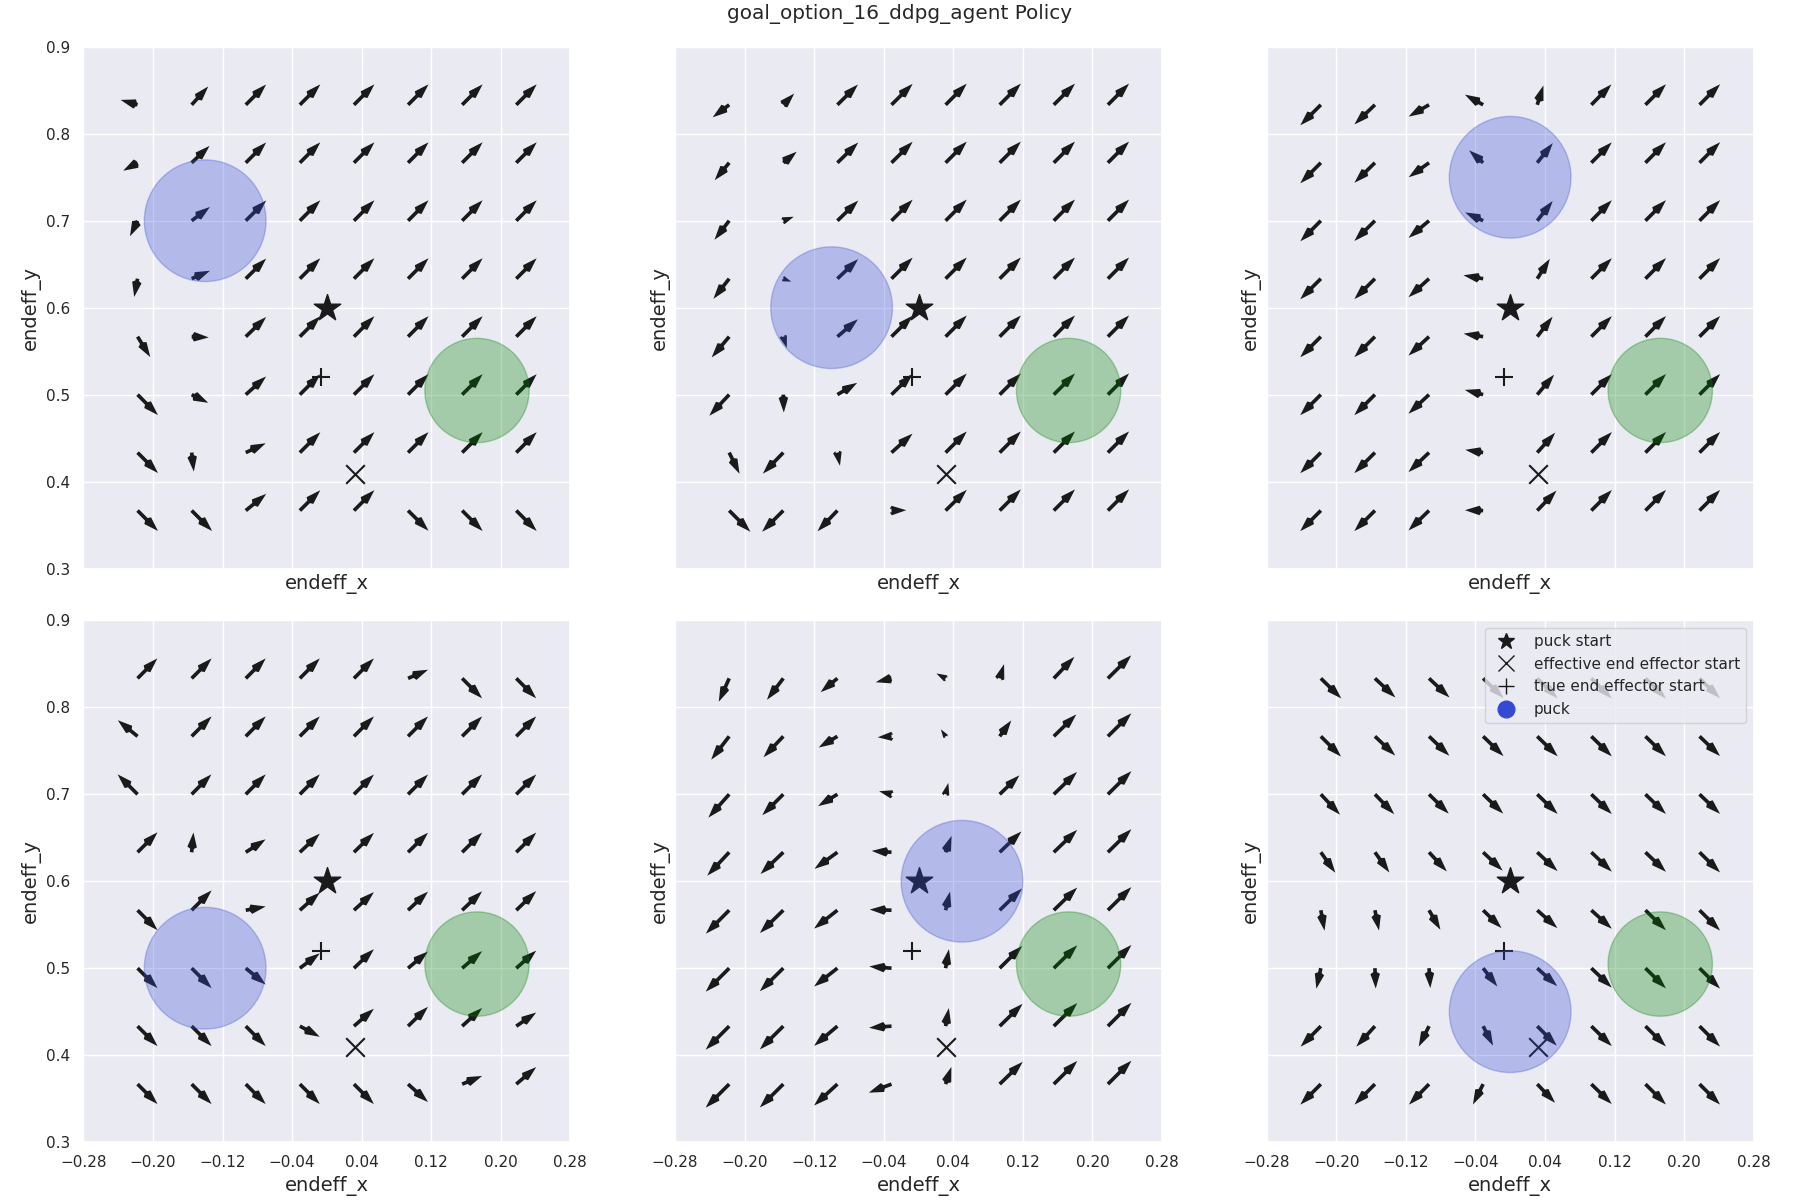 goal_option_16_ddpg_agent Policy
0.9
0.8
0.7
0.6
0.5
0.4
0.3
endeff_y
endeff_x
endeff_y
endeff_x
endeff_y
endeff_x
0.9
0.8
0.7
0.6
0.5
0.4
0.3
endeff_y
−0.28 −0.20 −0.12 −0.04 0.04 0.12 0.20 0.28
endeff_x
endeff_y
−0.28 −0.20 −0.12 −0.04 0.04 0.12 0.20 0.28
endeff_x
puck start
effective end effector start
true end effector start
puck
endeff_y
−0.28 −0.20 −0.12 −0.04 0.04 0.12 0.20 0.28
endeff_x